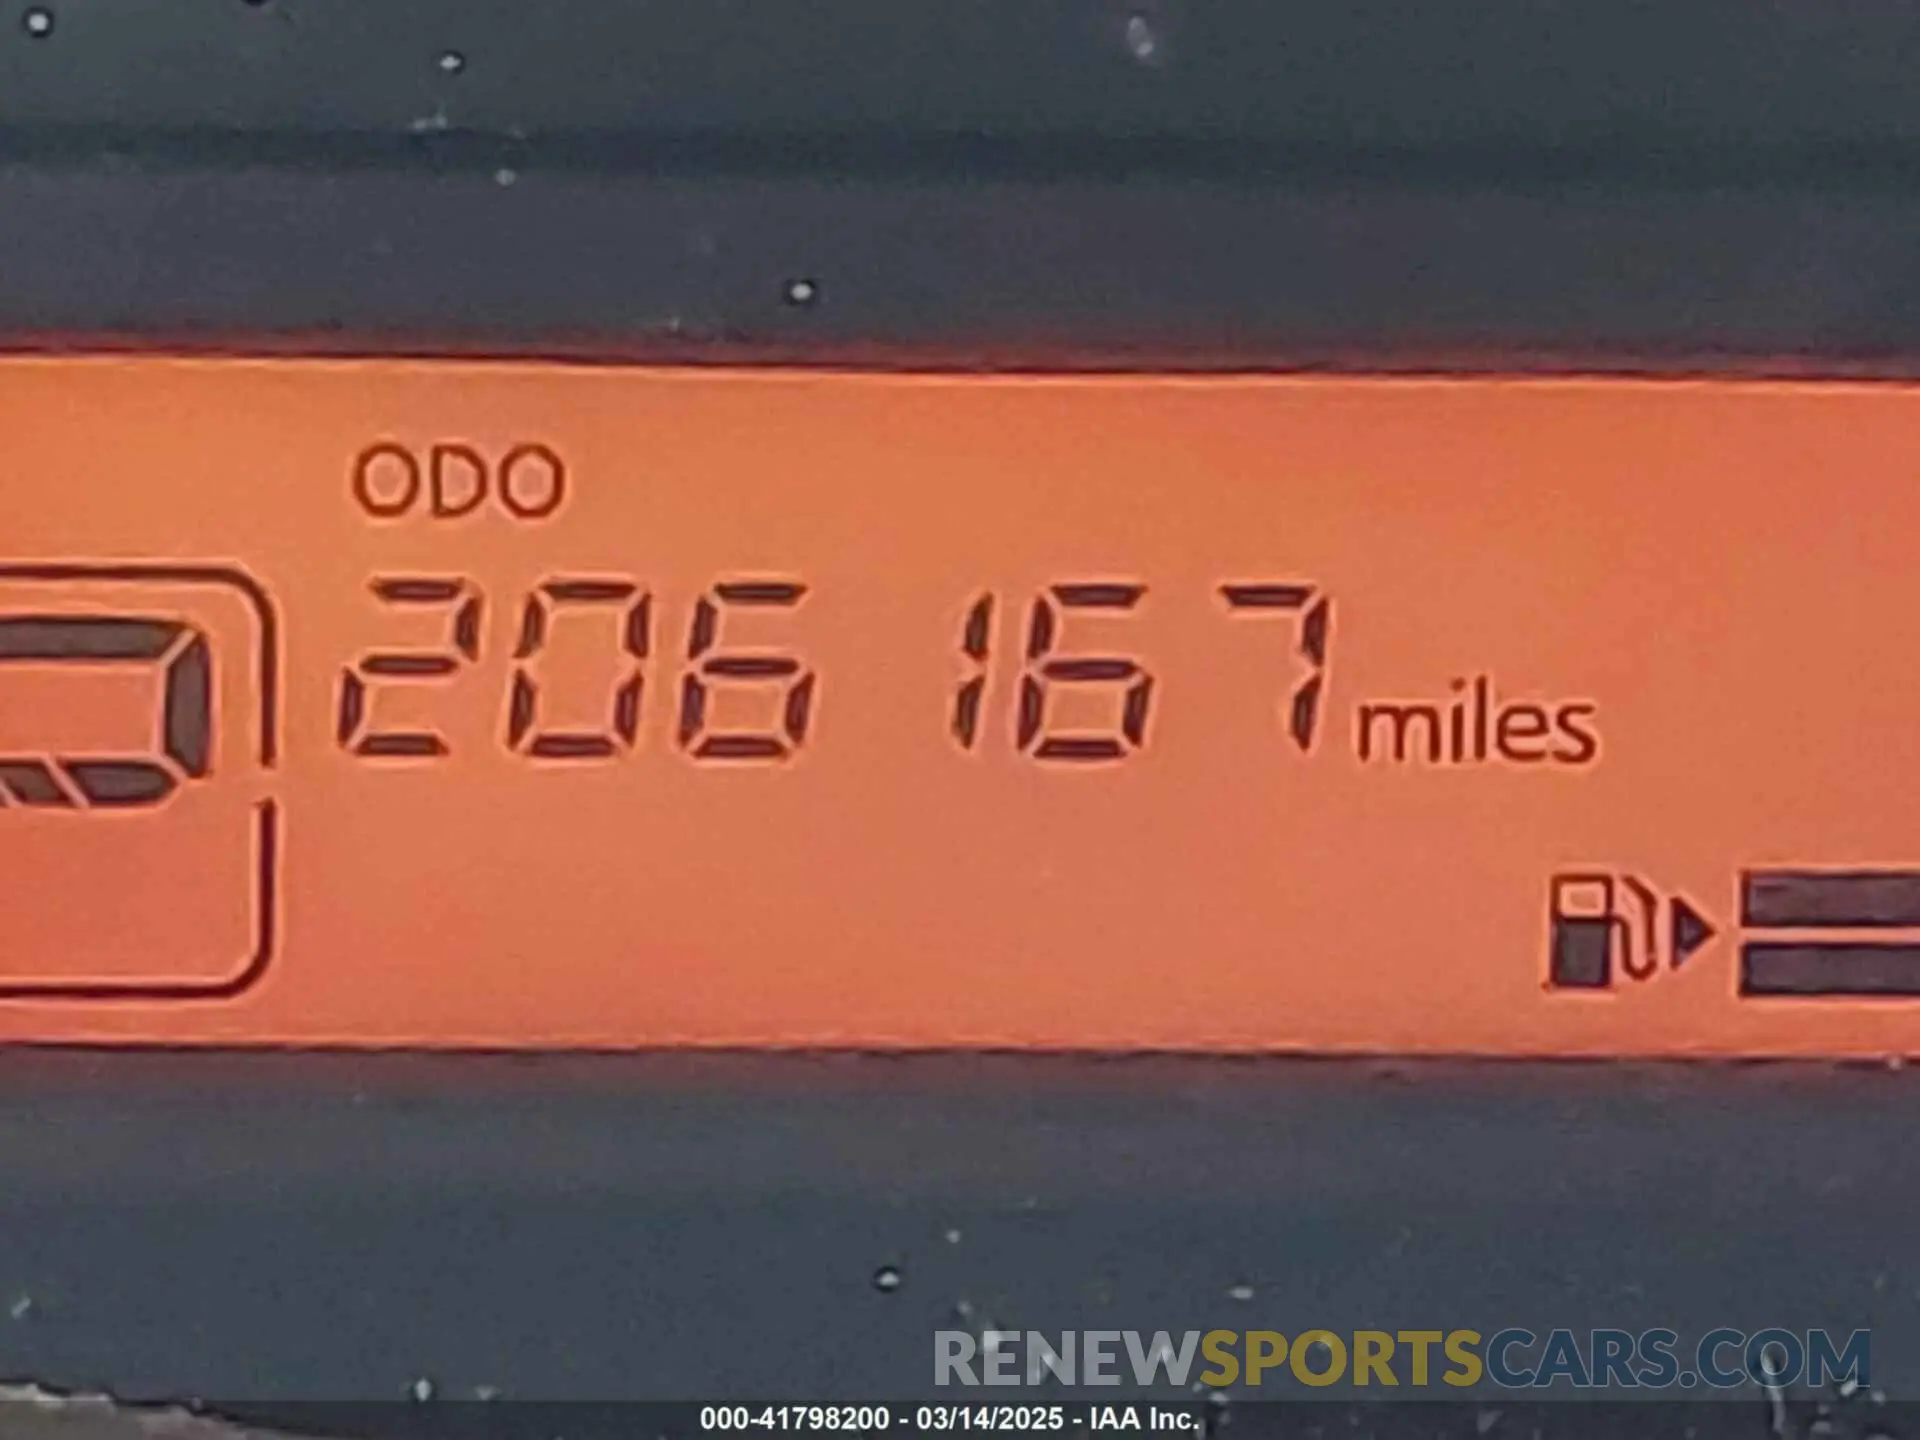 ODO
206167 miles
RENEWSPORTSCARS.COM
000-41798200 - 03/14/2025 - IAA Inc.